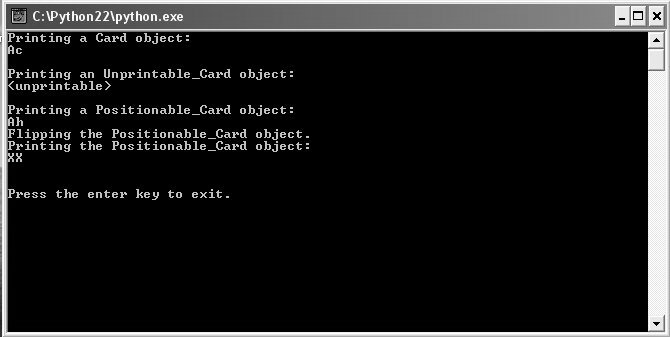 C:\Python22\python.exe
Printing a Card object:
Ac
Printing an Unprintable_Card object:
<unprintable>
Printing a Positionable_Card object:
Ah
Flipping the Positionable_Card object.
Printing the Positionable_Card object:
XX
Press the enter key to exit.